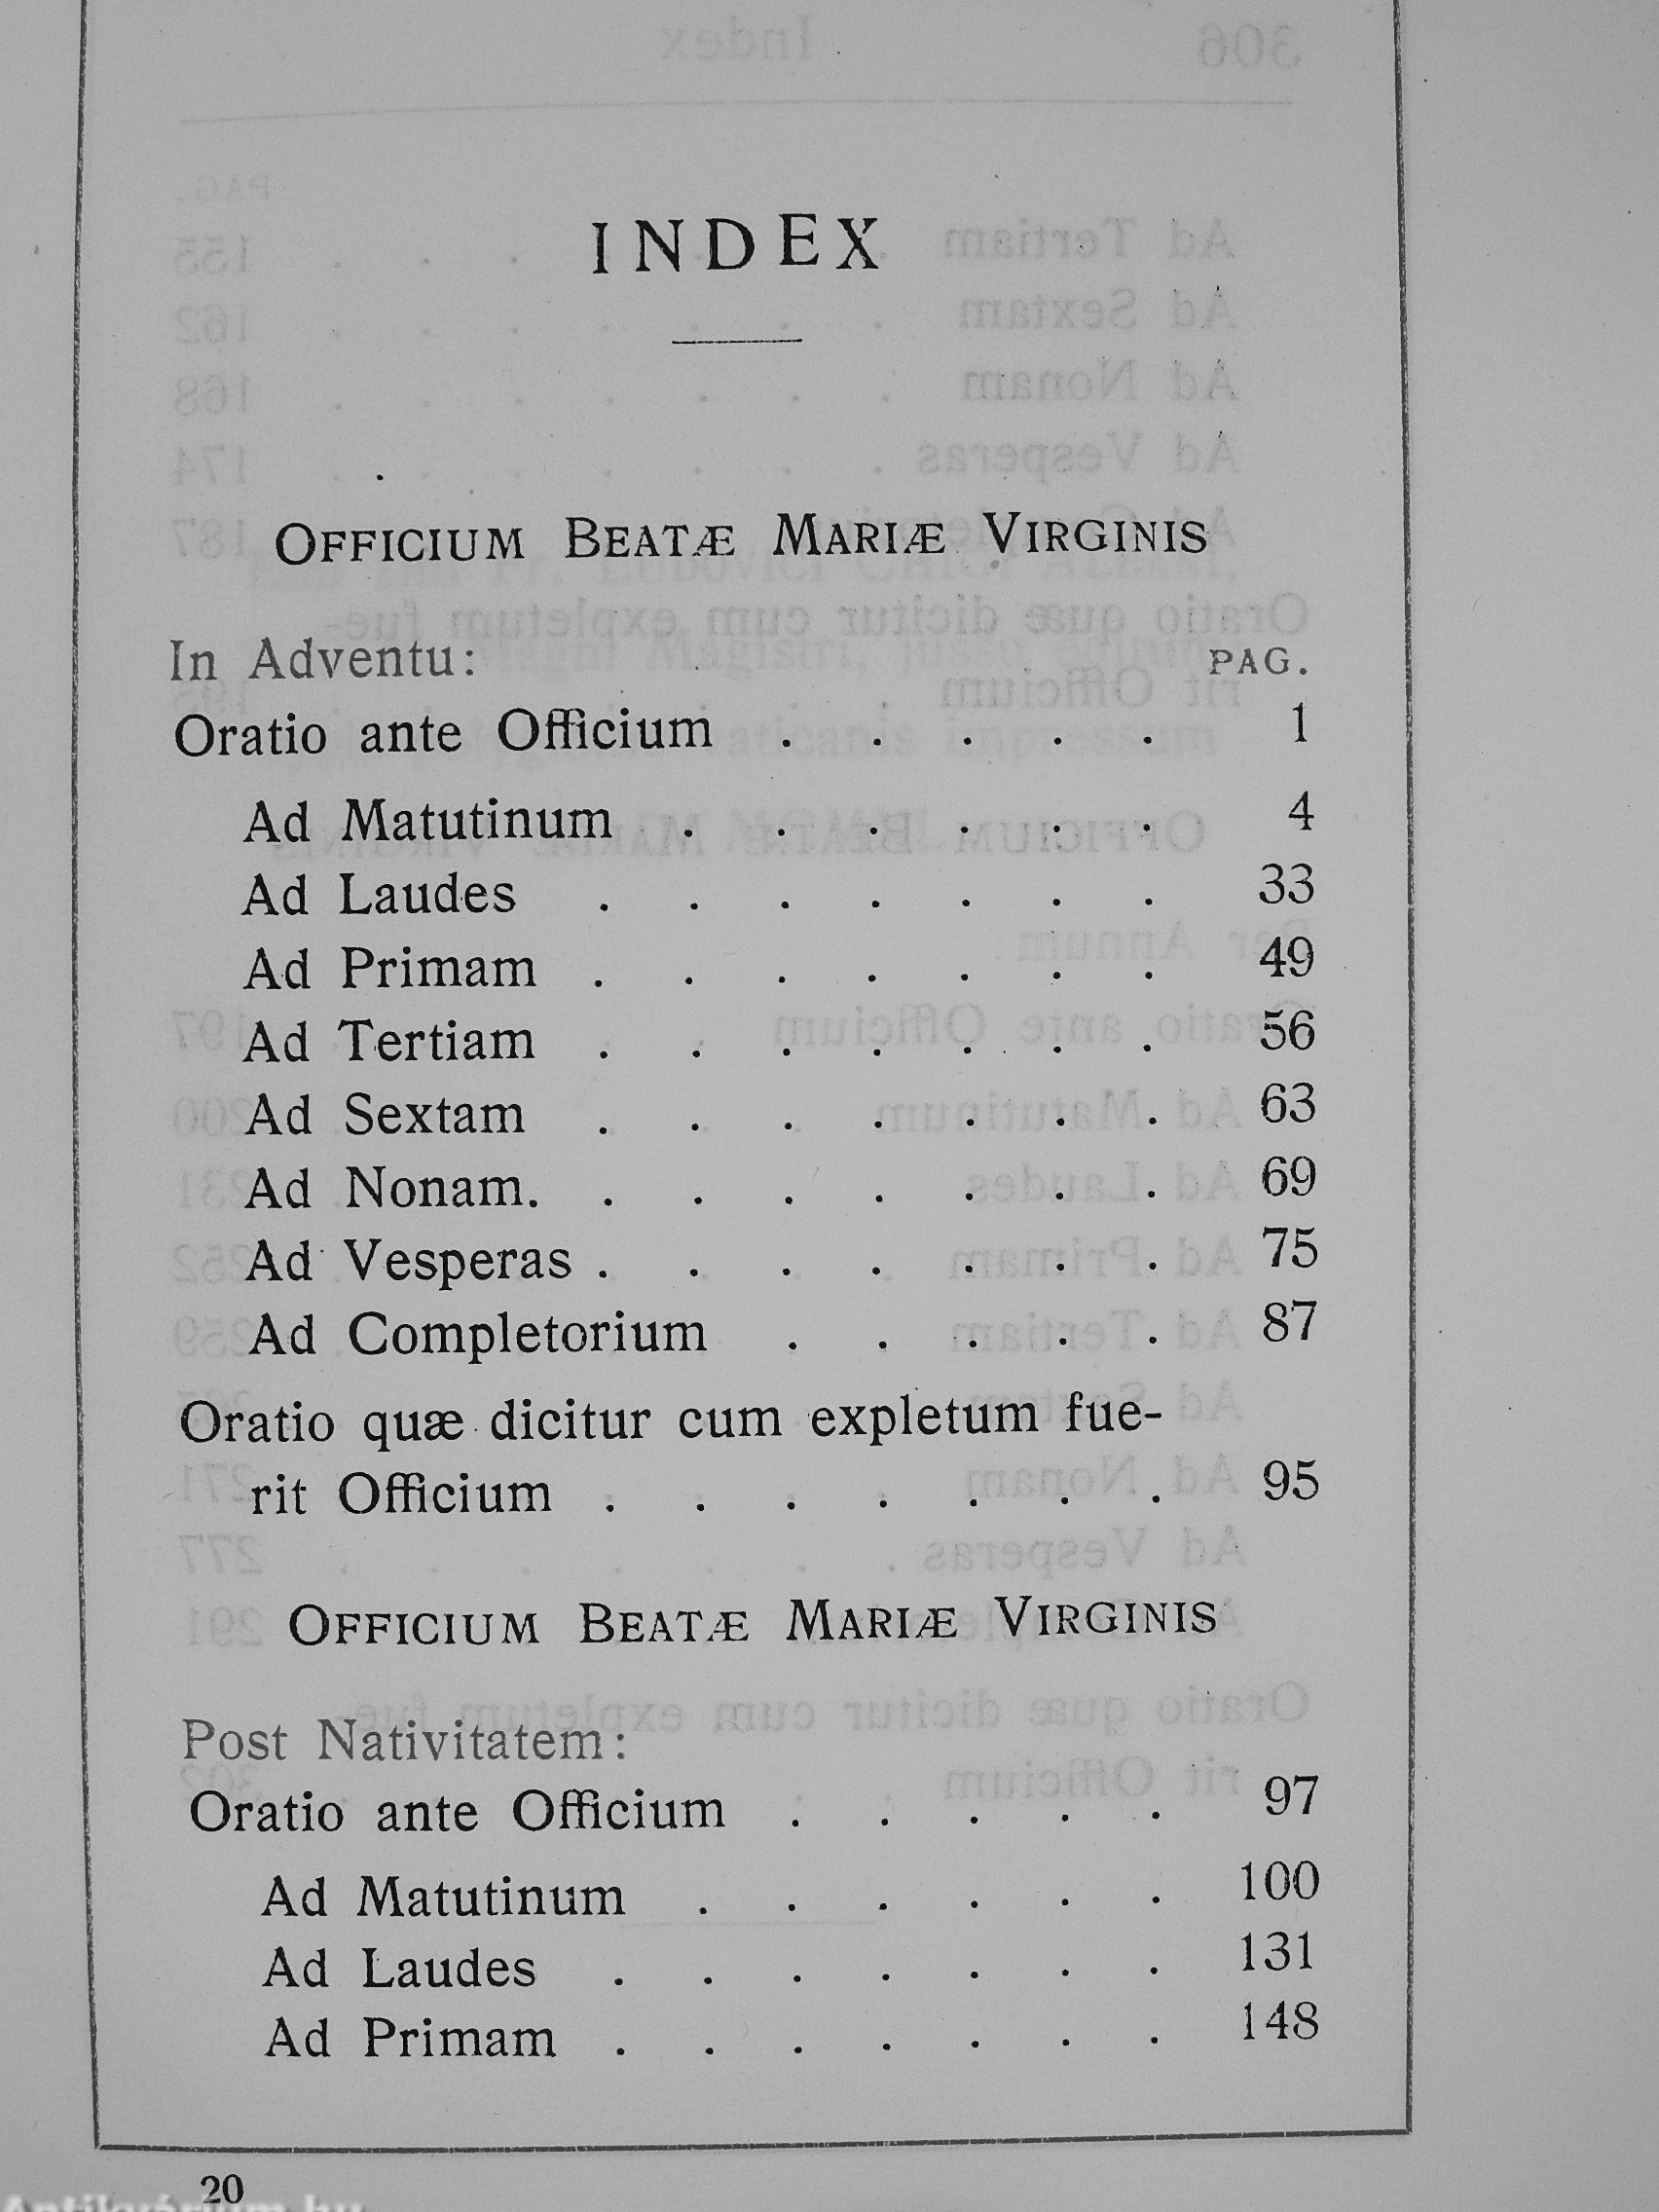 INDEX
OFFICIUM BEATÆ MARIÆ VIRGINIS
In Adventu: PAG.
Oratio ante Officium . . . . . 1
Ad Matutinum . . . . . . 4
Ad Laudes . . . . . . . 33
Ad Primam . . . . . . . 49
Ad Tertiam . . . . . . . 56
Ad Sextam . . . . . . . 63
Ad Nonam. . . . . . . . 69
Ad Vesperas . . . . . . . 75
Ad Completorium . . . . . 87
Oratio quæ dicitur cum expletum fue-
rit Officium . . . . . . . 95
OFFICIUM BEATÆ MARIÆ VIRGINIS
Post Nativitatem:
Oratio ante Officium . . . . . 97
Ad Matutinum . . . . . . 100
Ad Laudes . . . . . . . 131
Ad Primam . . . . . . . 148
20
Antikvárium.hu